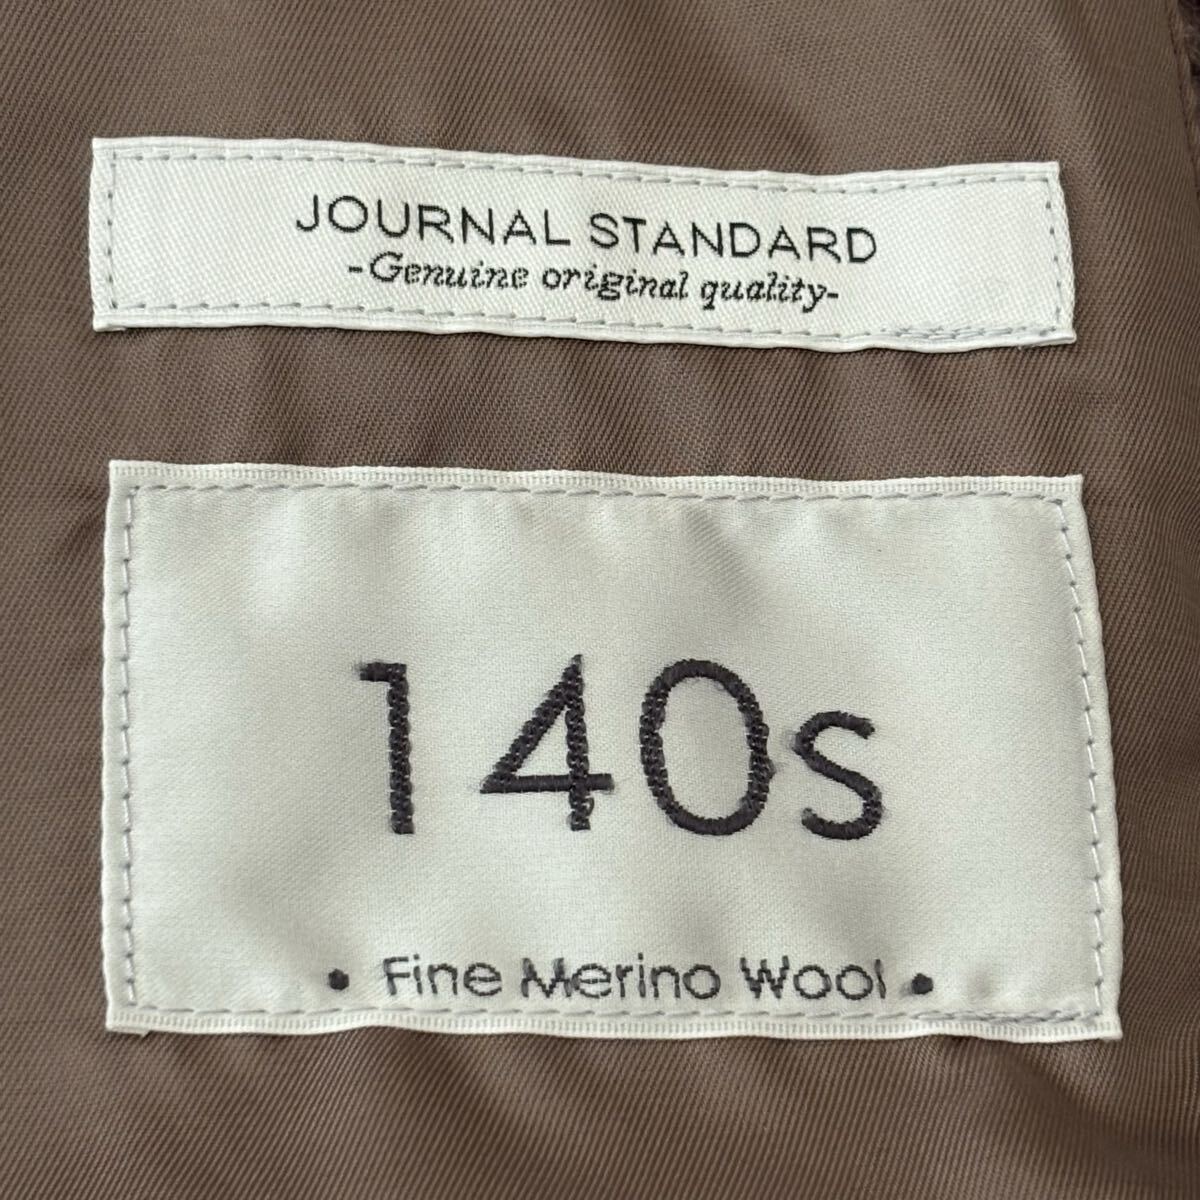 JOURNAL STANDARD
-Genuine original quality-
140s
• Fine Merino Wool •